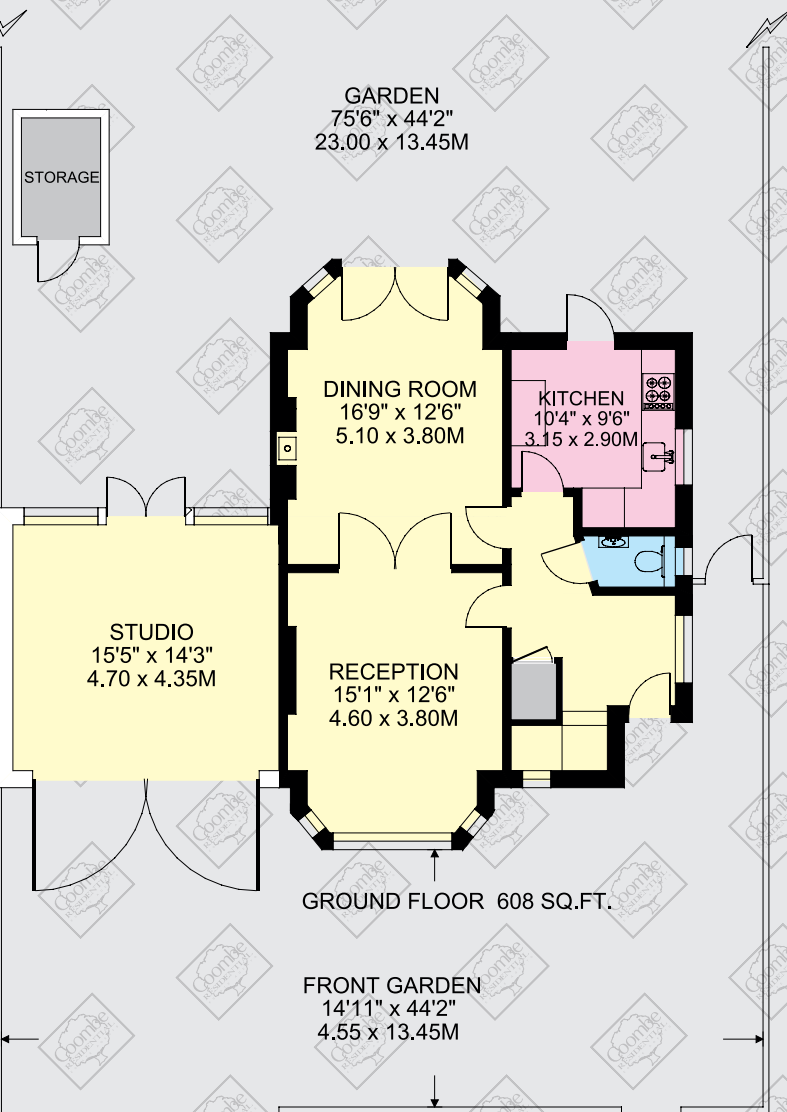 GARDEN
75'6" x 44'2"
23.00 x 13.45M
STORAGE
DINING ROOM
16'9" x 12'6"
5.10 x 3.80M
KITCHEN
10'4" x 9'6"
3.15 x 2.90M
STUDIO
15'5" x 14'3"
4.70 x 4.35M
RECEPTION
15'1" x 12'6"
4.60 x 3.80M
GROUND FLOOR 608 SQ.FT.
FRONT GARDEN
14'11" x 44'2"
4.55 x 13.45M
Coombe
RESIDENTIAL